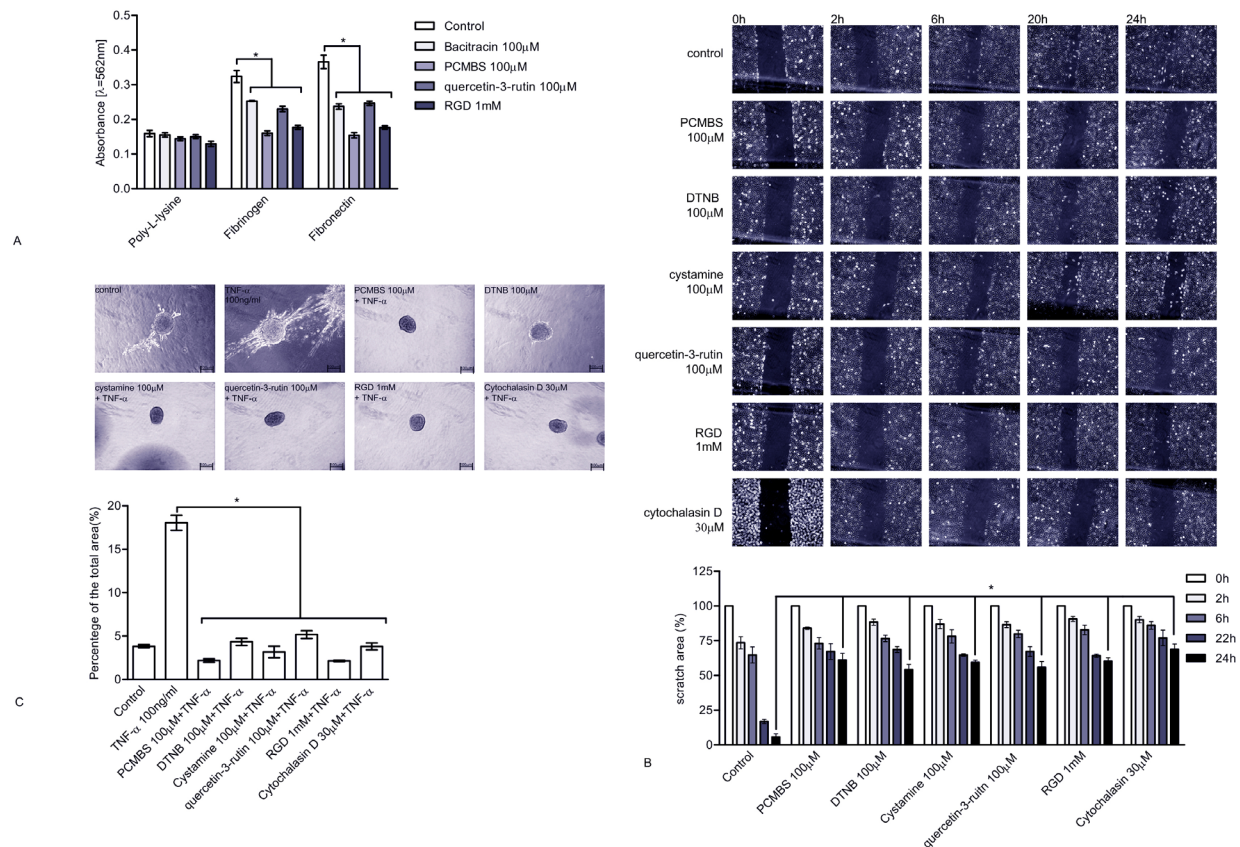 0.5
0.4
0.3
0.2
0.1
0.0
Absorbance [λ=562nm]
*
*
Control
Bacitracin 100μM
PCMBS 100μM
quercetin-3-rutin 100μM
RGD 1mM
Poly-L-lysine
Fibrinogen
Fibronectin
A
control
TNF-α
100ng/ml
PCMBS 100μM
+ TNF-α
DTNB 100μM
cystamine 100μM
+ TNF-α
quercetin-3-rutin 100μM
+ TNF-α
RGD 1mM
+ TNF-α
Cytochalasin D 30μM
+ TNF-α
20
15
10
5
0
Percentege of the total area(%)
*
Control
TNF-α 100ng/ml
PCMBS 100μM+TNF-α
DTNB 100μM+TNF-α
Cystamine 100μM+TNF-α
quercetin-3-rutin 100μM+TNF-α
RGD 1mM+TNF-α
Cytochalasin D 30μM+TNF-α
C
0h 2h 6h 20h 24h
control
PCMBS
100μM
DTNB
100μM
cystamine
100μM
quercetin-3-rutin
100μM
RGD
1mM
cytochalasin D
30μM
125
100
75
50
25
0
scratch area (%)
*
0h
2h
6h
22h
24h
Control
PCMBS 100μM
DTNB 100μM
Cystamine 100μM
quercetin-3-ruitn 100μM
RGD 1mM
Cytochalasin 30μM
B